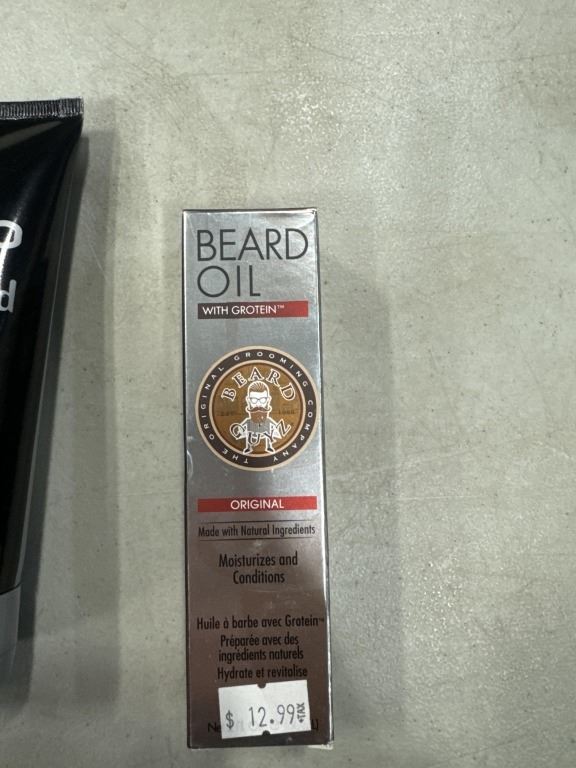 BEARD
OIL
WITH GROTEIN™
THE ORIGINAL GROOMING COMPANY
BEARD
GUYZ
ORIGINAL
Made with Natural Ingredients
Moisturizes and
Conditions
Huile à barbe avec Grotein™
Préparée avec des
ingrédients naturels
Hydrate et revitalise
$ 12.99 +TAX
d